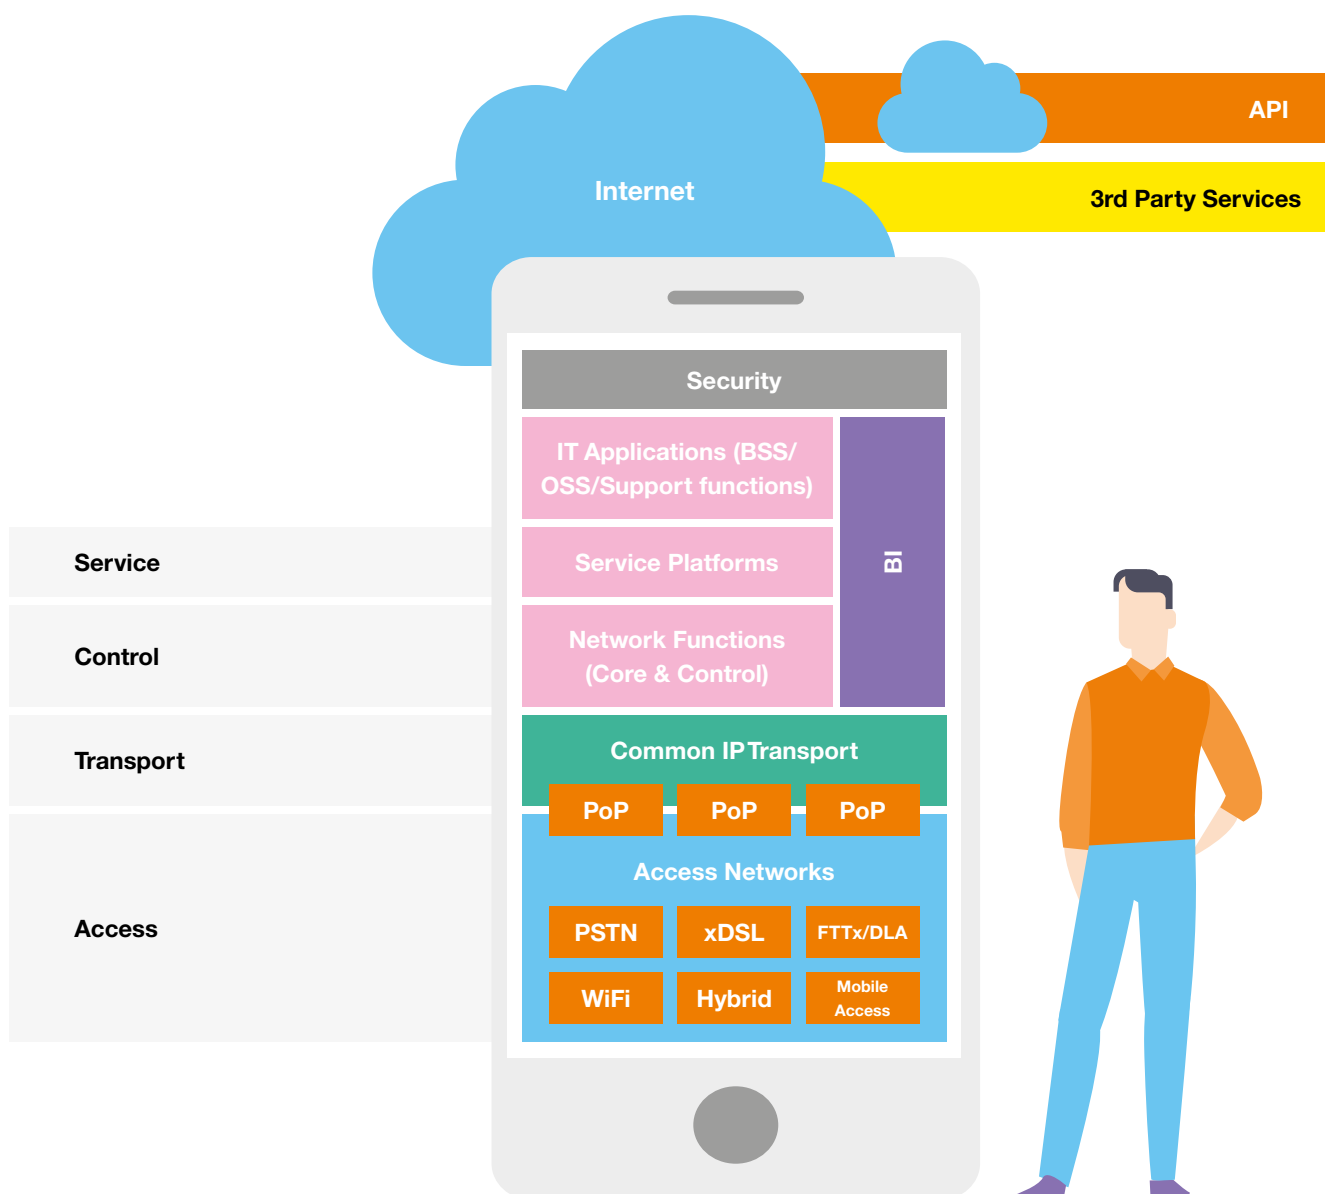 API
Internet
3rd Party Services
Security
IT Applications (BSS/
OSS/Support functions)
BI
Service
Service Platforms
Control
Network Functions
(Core & Control)
Transport
Common IP Transport
PoP
PoP
PoP
Access
Access Networks
PSTN
xDSL
FTTx/DLA
WiFi
Hybrid
Mobile
Access